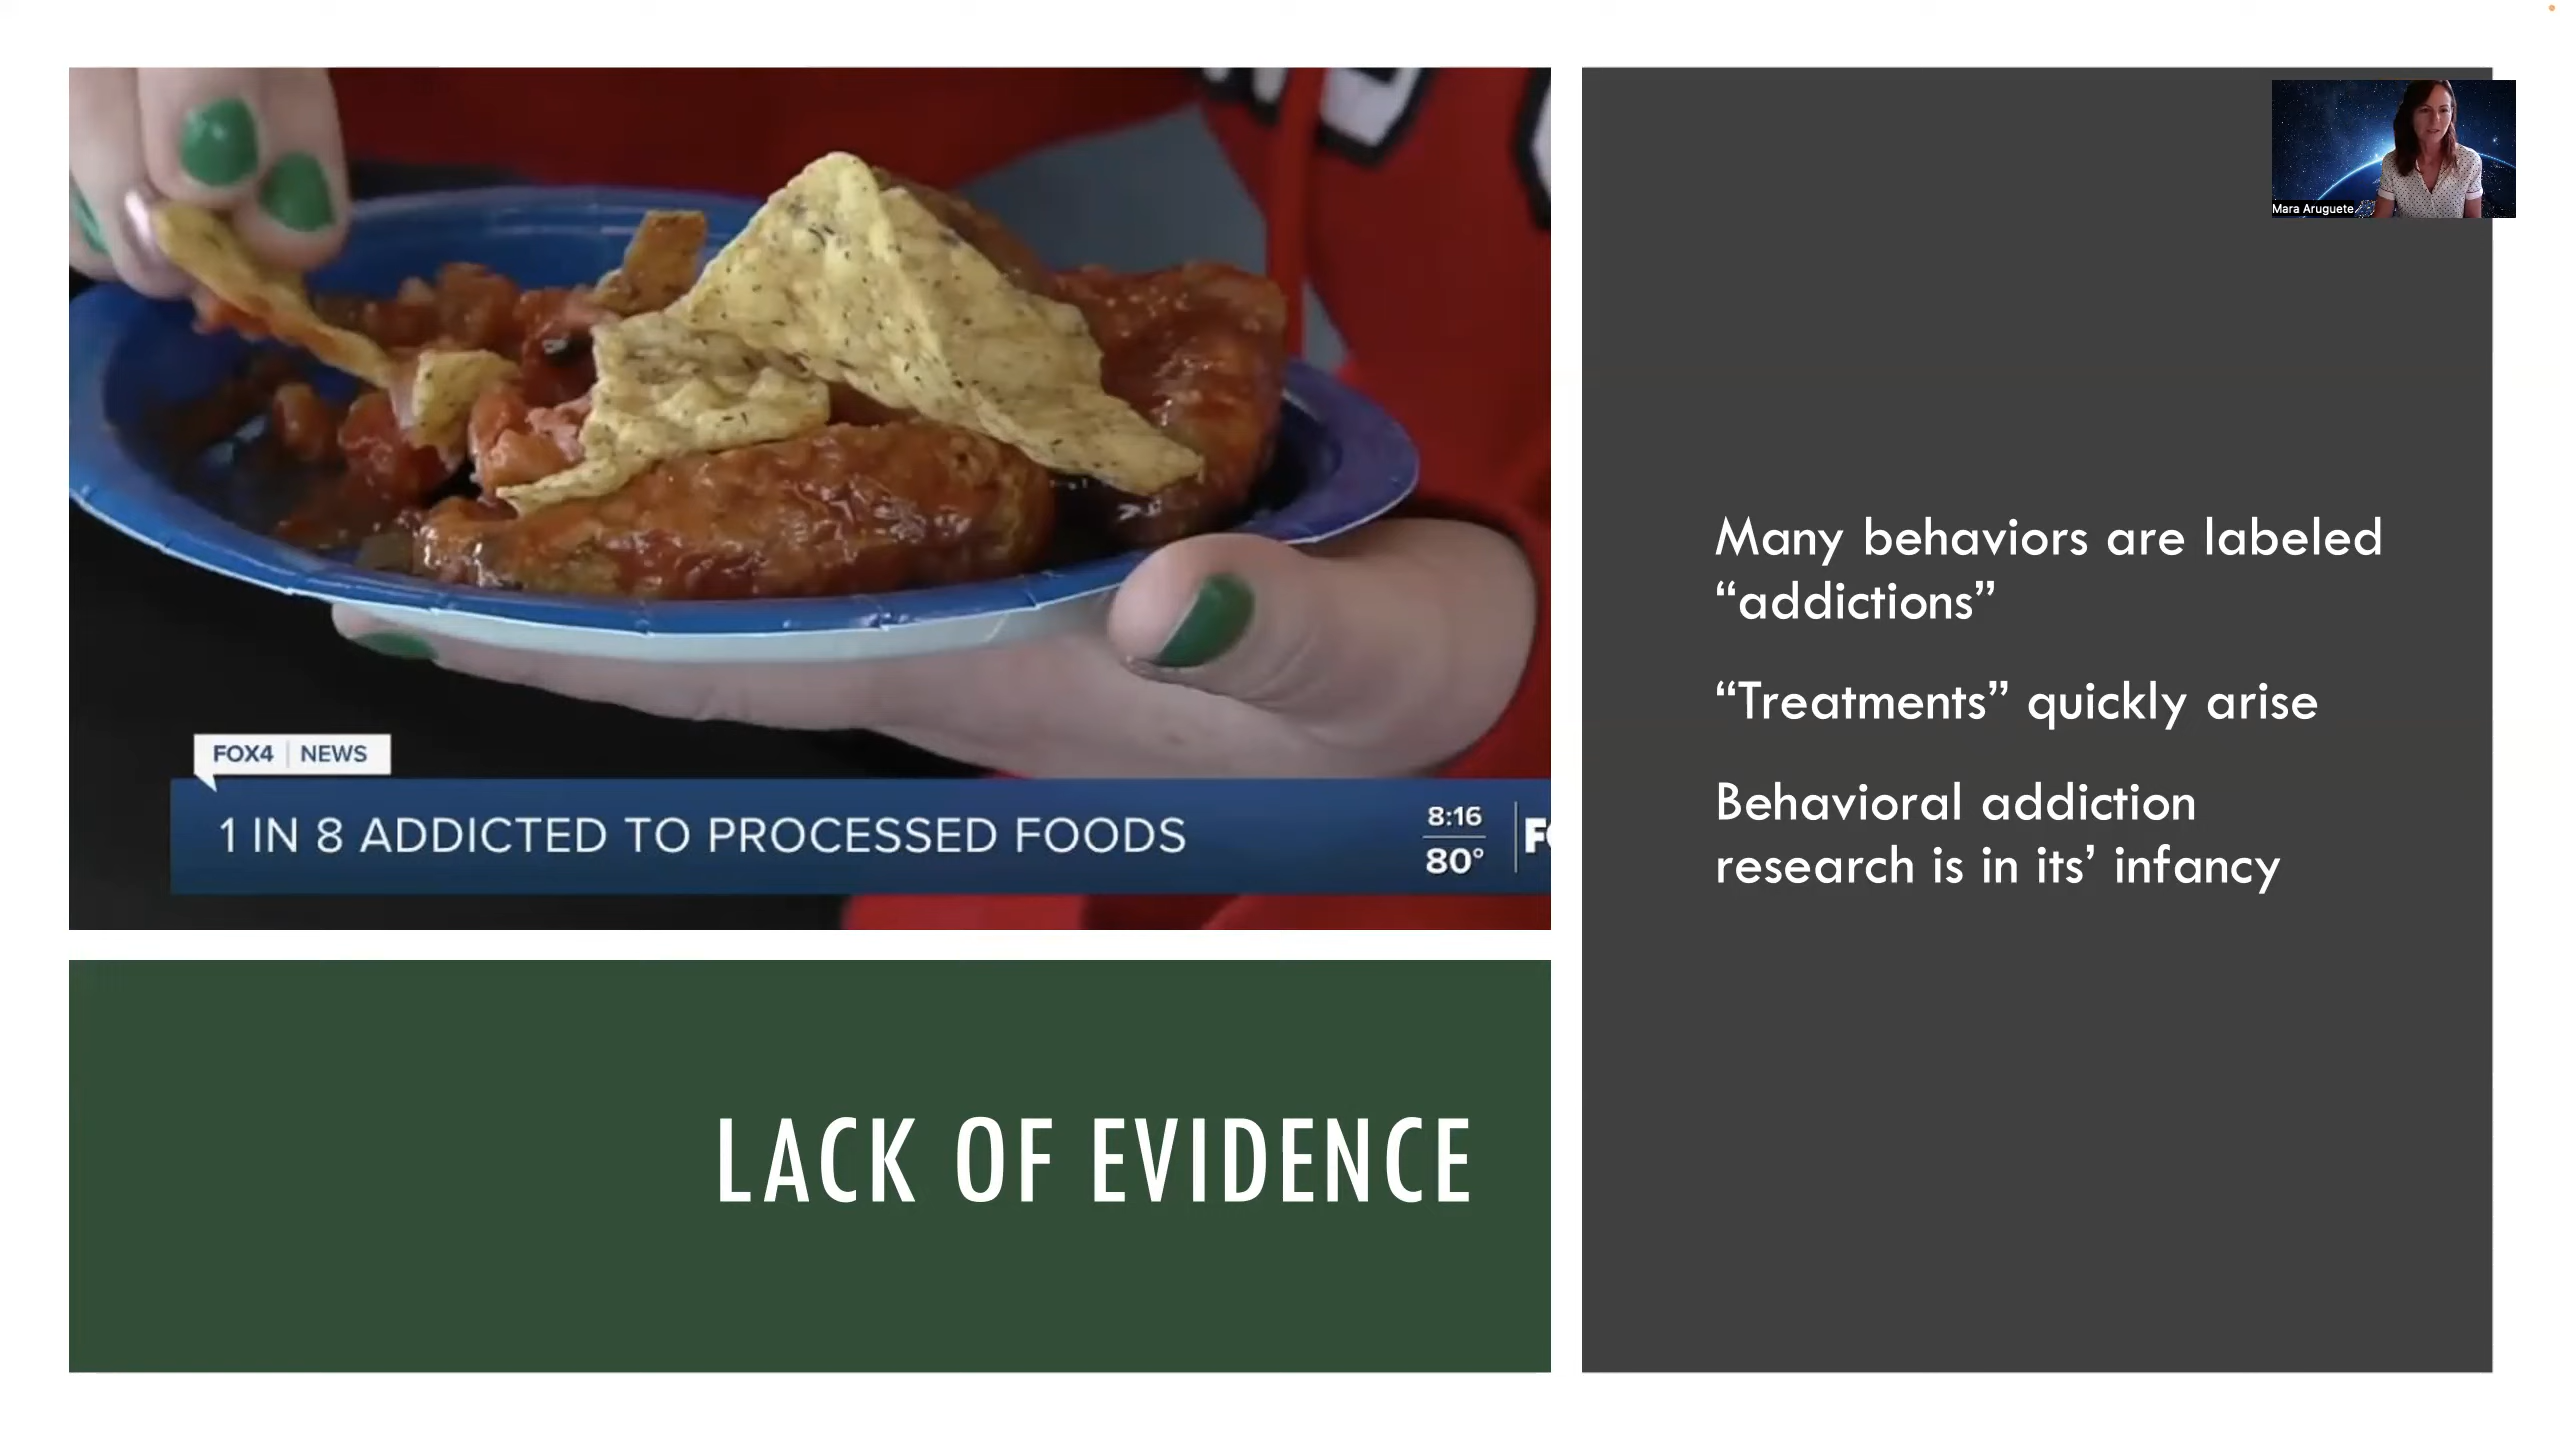 FOX4 | NEWS
1 IN 8 ADDICTED TO PROCESSED FOODS
8:16
80°
LACK OF EVIDENCE
Mara Aruguete
Many behaviors are labeled
“addictions”
“Treatments” quickly arise
Behavioral addiction
research is in its’ infancy